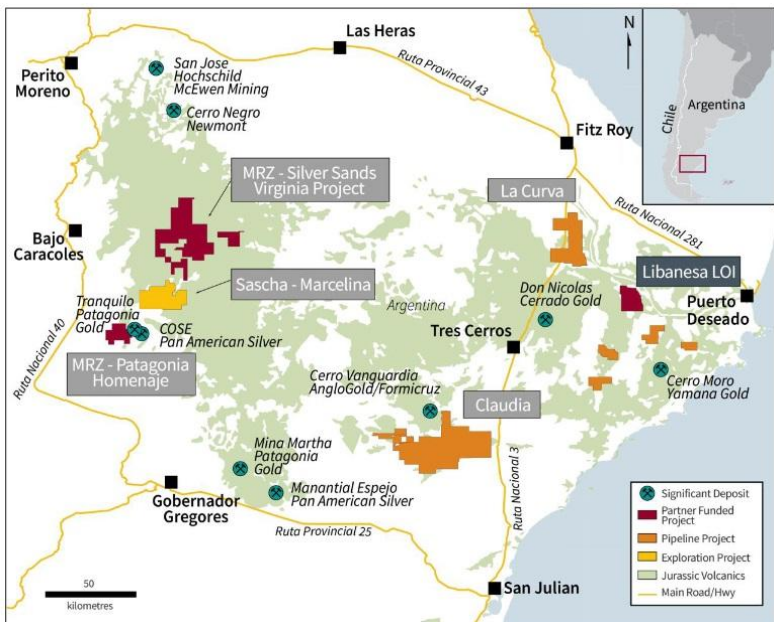 Las Heras
N
San Jose
Hochschild
McEwen Mining
Perito
Moreno
Ruta Provincial 43
Chile
Argentina
Cerro Negro
Newmont
Fitz Roy
MRZ - Silver Sands
Virginia Project
La Curva
Ruta Nacional 281
Bajo
Caracoles
Sascha - Marcelina
Libanesa LOI
Don Nicolas
Cerrado Gold
Puerto
Deseado
Tranquilo
Patagonia
Gold
Argentina
COSE
Pan American Silver
Tres Cerros
Ruta Nacional 40
MRZ - Patagonia
Homenaje
Cerro Vanguardia
AngloGold/Formicruz
Cerro Moro
Yamana Gold
Claudia
Mina Martha
Patagonia
Gold
Ruta Nacional 3
Gobernador
Gregores
Manantial Espejo
Pan American Silver
Ruta Provincial 25
San Julian
50
kilometres
Significant Deposit
Partner Funded
Project
Pipeline Project
Exploration Project
Jurassic Volcanics
Main Road/Hwy